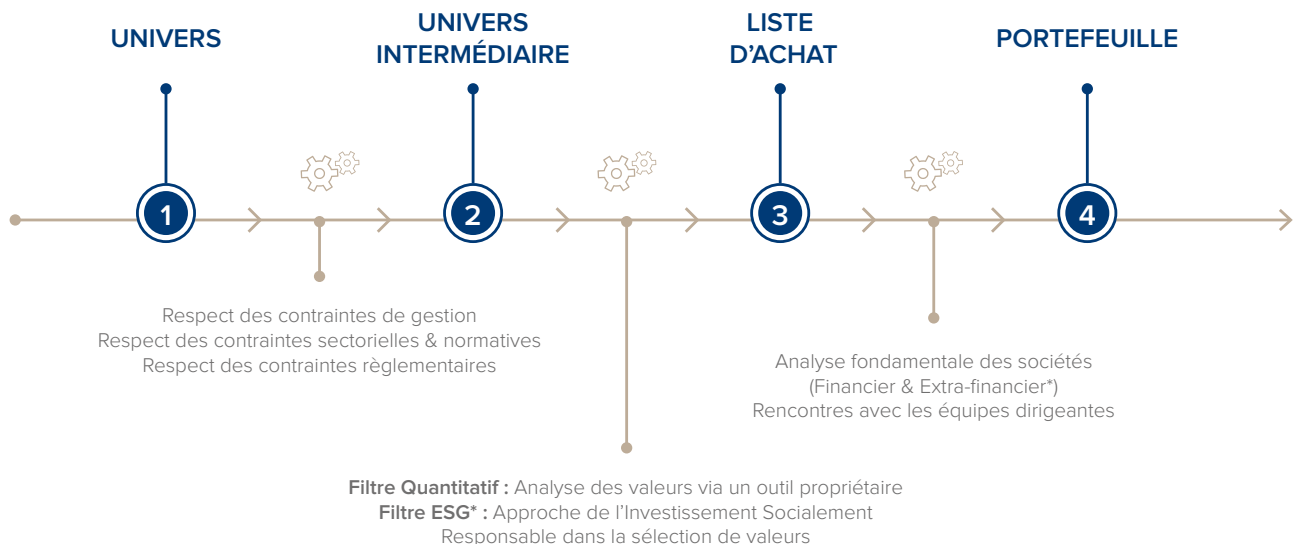 UNIVERS
UNIVERS
INTERMÉDIAIRE
LISTE
D'ACHAT
PORTEFEUILLE
1
2
3
4
Respect des contraintes de gestion
Respect des contraintes sectorielles & normatives
Respect des contraintes règlementaires
Analyse fondamentale des sociétés
(Financier & Extra-financier*)
Rencontres avec les équipes dirigeantes
Filtre Quantitatif : Analyse des valeurs via un outil propriétaire
Filtre ESG* : Approche de l'Investissement Socialement
Responsable dans la sélection de valeurs